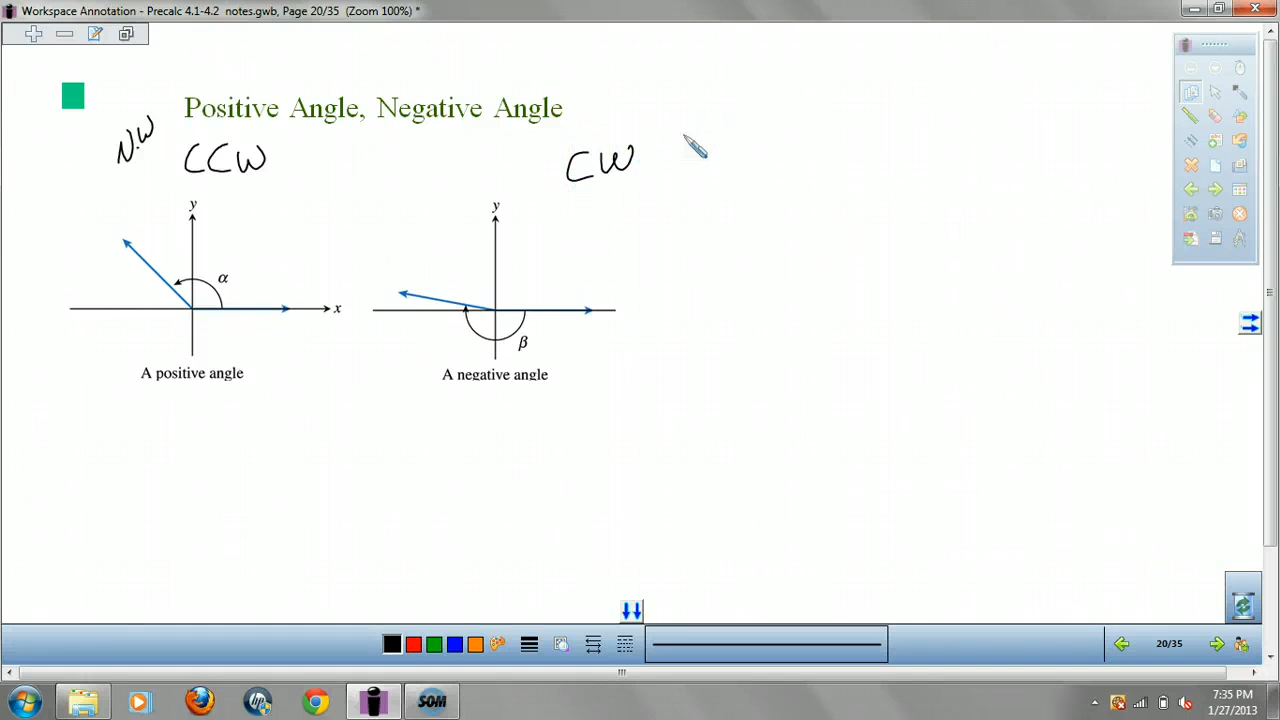 Workspace Annotation - Precalc 4.1-4.2 notes.gwb, Page 20/35 (Zoom 100%) *
Positive Angle, Negative Angle
N.W CCW CW
y y
α
x
β
A positive angle A negative angle
20/35
SOM
7:35 PM
1/27/2013